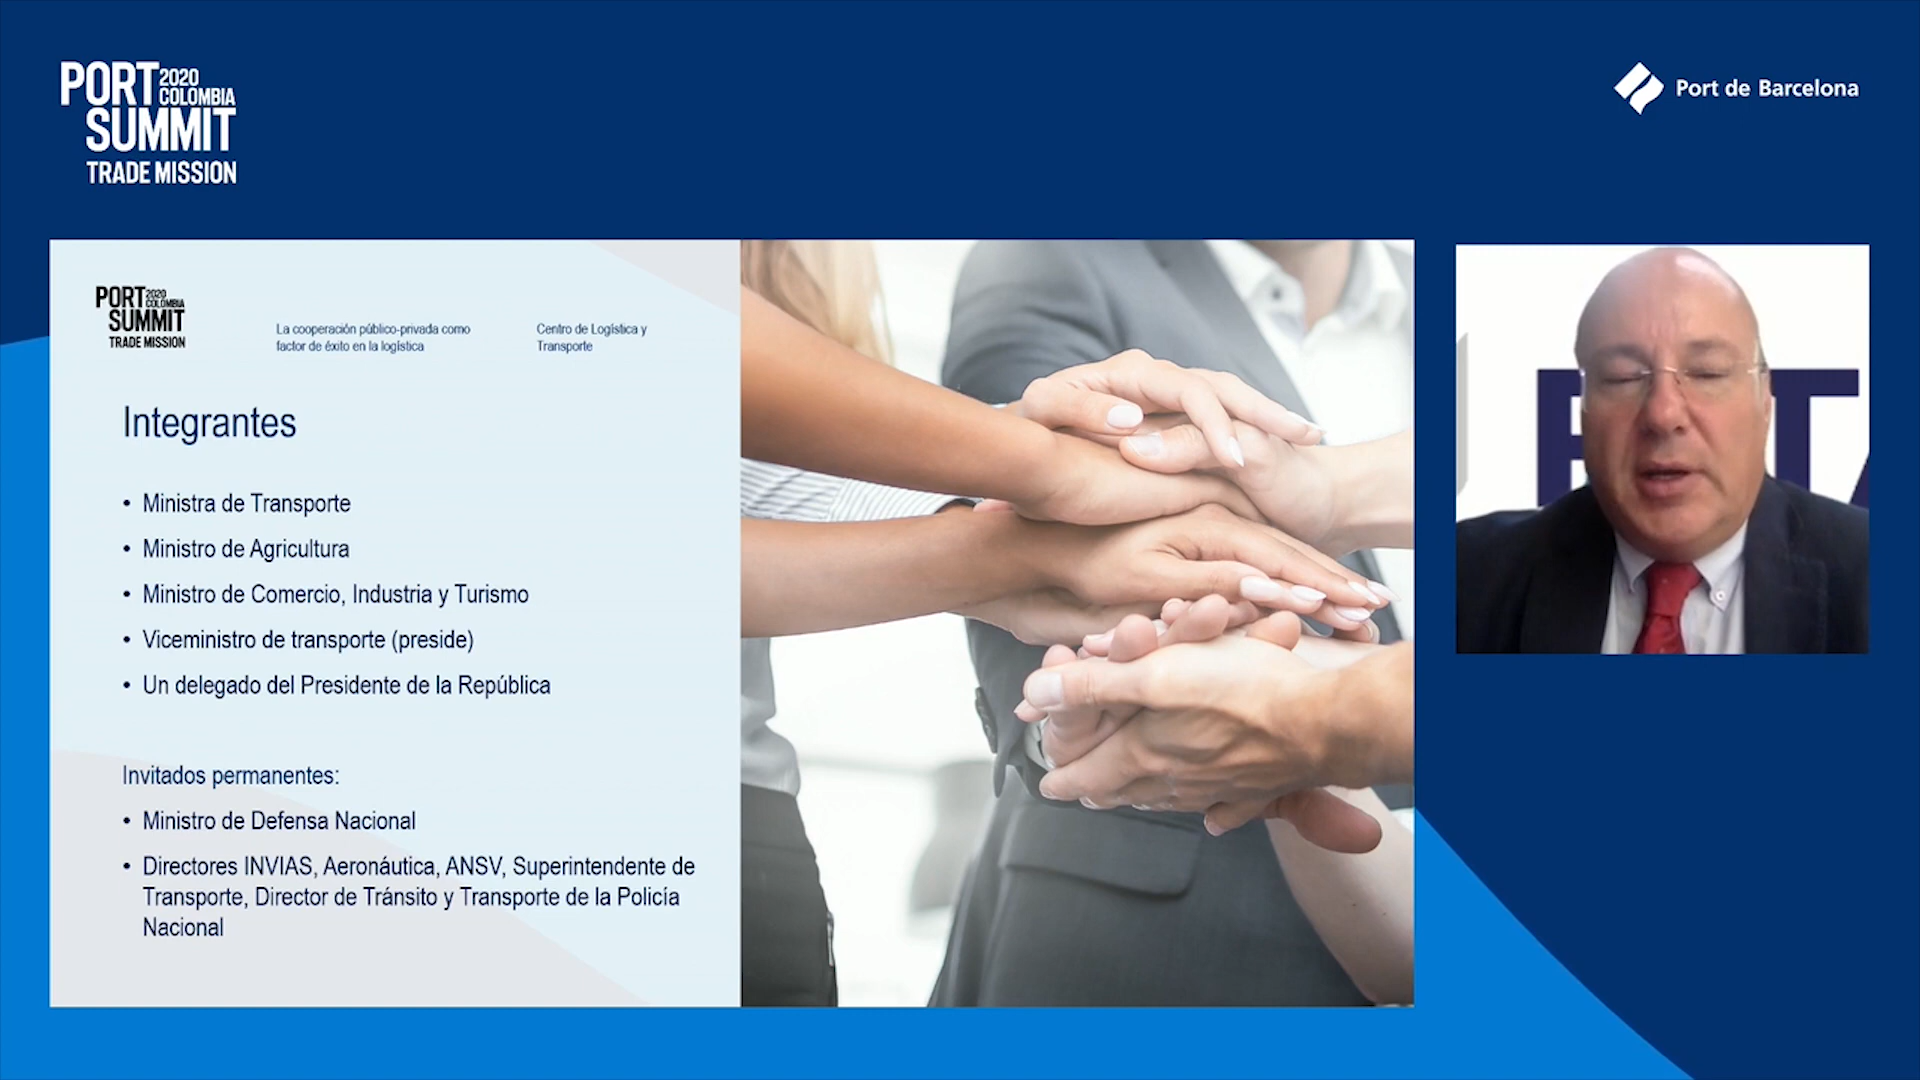 PORT 2020
COLOMBIA
SUMMIT
TRADE MISSION
Port de Barcelona
PORT 2020
COLOMBIA
SUMMIT
TRADE MISSION
La cooperación público-privada como
factor de éxito en la logística
Centro de Logística y
Transporte
Integrantes
• Ministra de Transporte
• Ministro de Agricultura
• Ministro de Comercio, Industria y Turismo
• Viceministro de transporte (preside)
• Un delegado del Presidente de la República
Invitados permanentes:
• Ministro de Defensa Nacional
• Directores INVIAS, Aeronáutica, ANSV, Superintendente de
Transporte, Director de Tránsito y Transporte de la Policía
Nacional